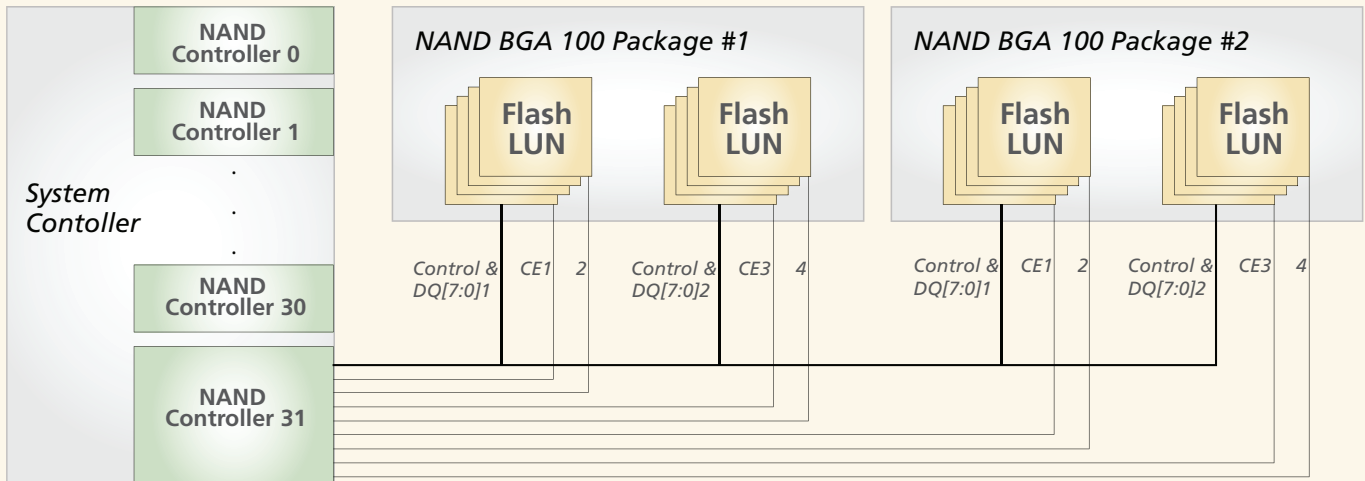 NAND
Controller 0
NAND
Controller 1
.
.
.
System
Contoller
NAND
Controller 30
NAND
Controller 31
NAND BGA 100 Package #1
Flash
LUN
Flash
LUN
Control &
DQ[7:0]1
CE1
2
Control &
DQ[7:0]2
CE3
4
NAND BGA 100 Package #2
Flash
LUN
Flash
LUN
Control &
DQ[7:0]1
CE1
2
Control &
DQ[7:0]2
CE3
4